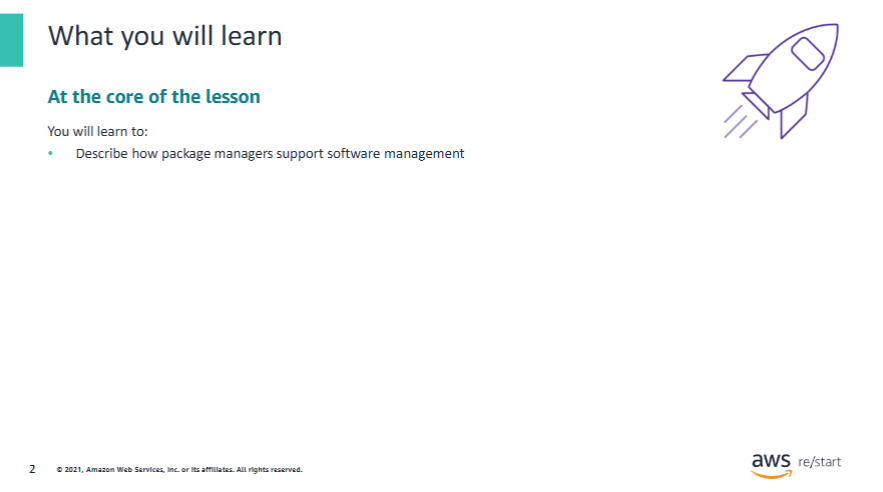 What you will learn
At the core of the lesson
You will learn to:
• Describe how package managers support software management
2 © 2021, Amazon Web Services, Inc. or its affiliates. All rights reserved.
aws re/start